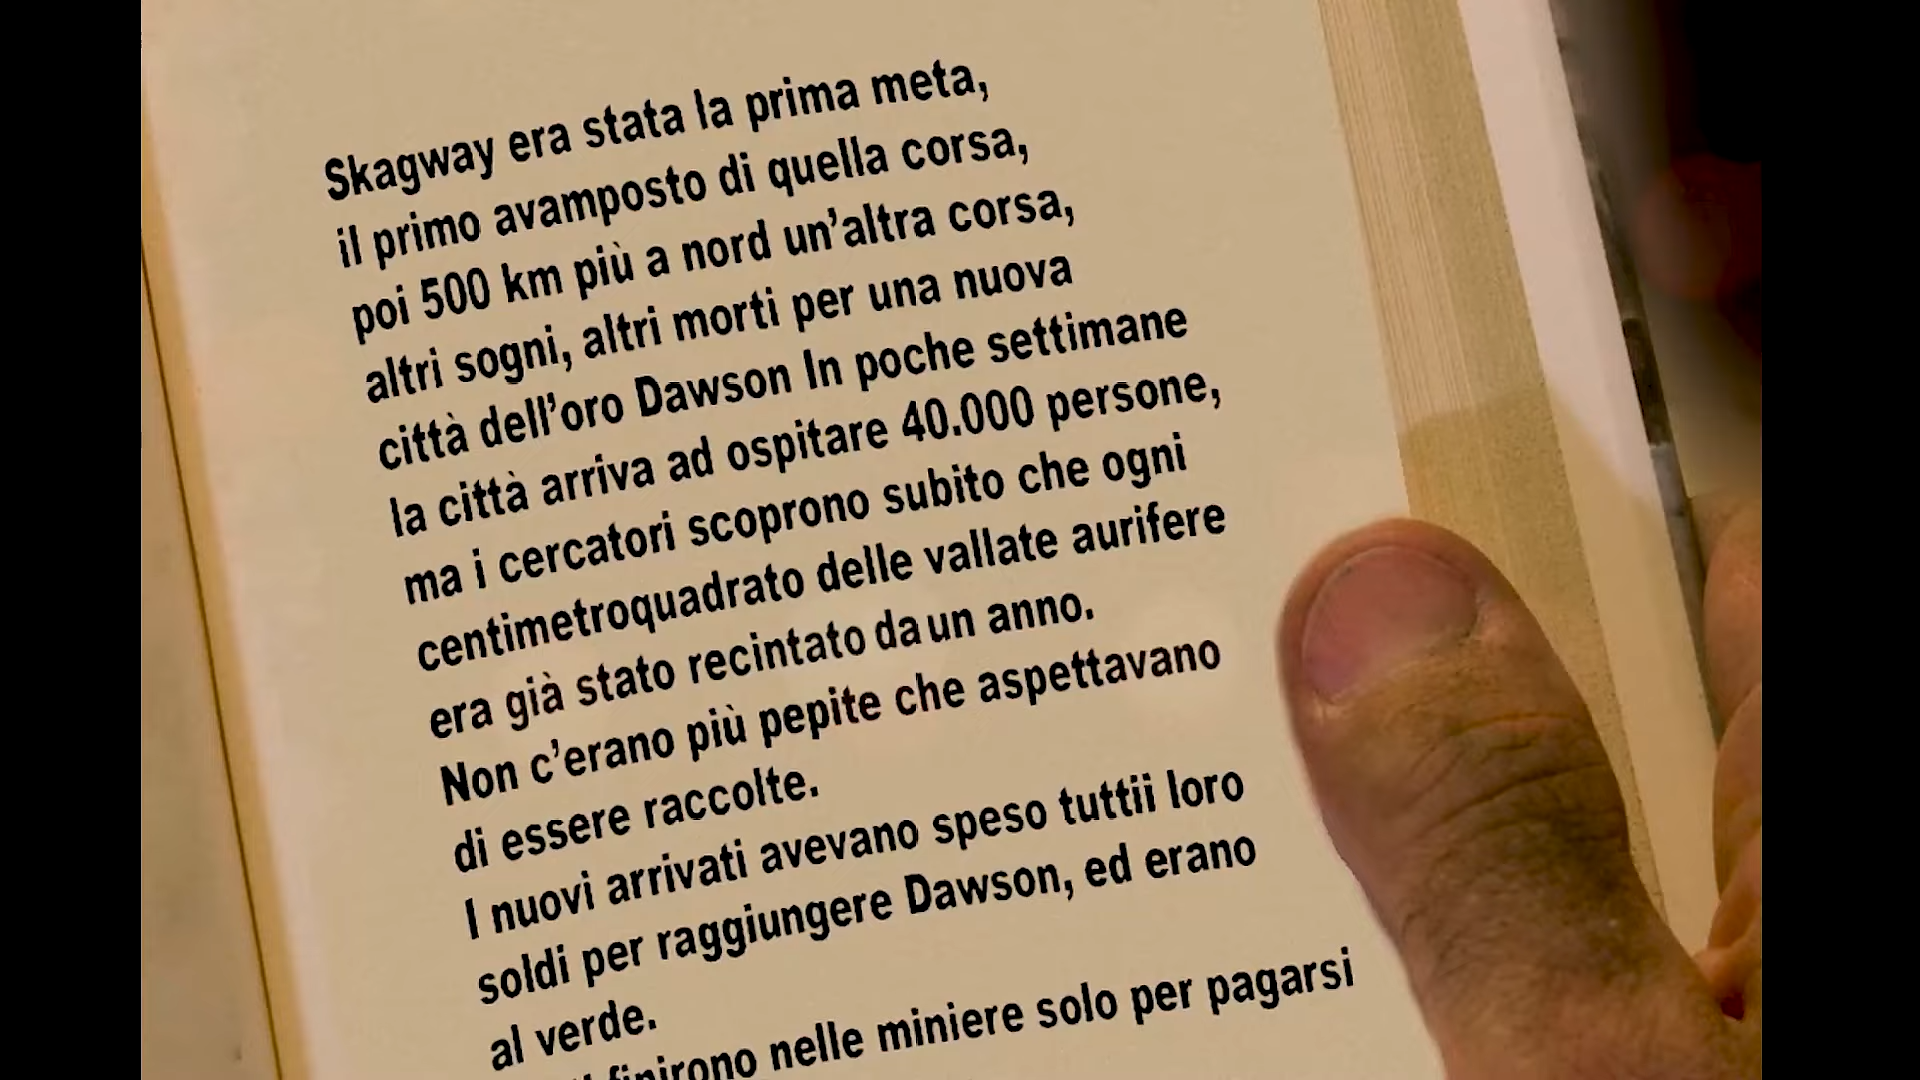 Skagway era stata la prima meta,
il primo avamposto di quella corsa,
poi 500 km più a nord un'altra corsa,
altri sogni, altri morti per una nuova
città dell'oro Dawson In poche settimane
la città arriva ad ospitare 40.000 persone,
ma i cercatori scoprono subito che ogni
centimetroquadrato delle vallate aurifere
era già stato recintato da un anno.
Non c'erano più pepite che aspettavano
di essere raccolte.
I nuovi arrivati avevano speso tuttii loro
soldi per raggiungere Dawson, ed erano
al verde.
finirono nelle miniere solo per pagarsi